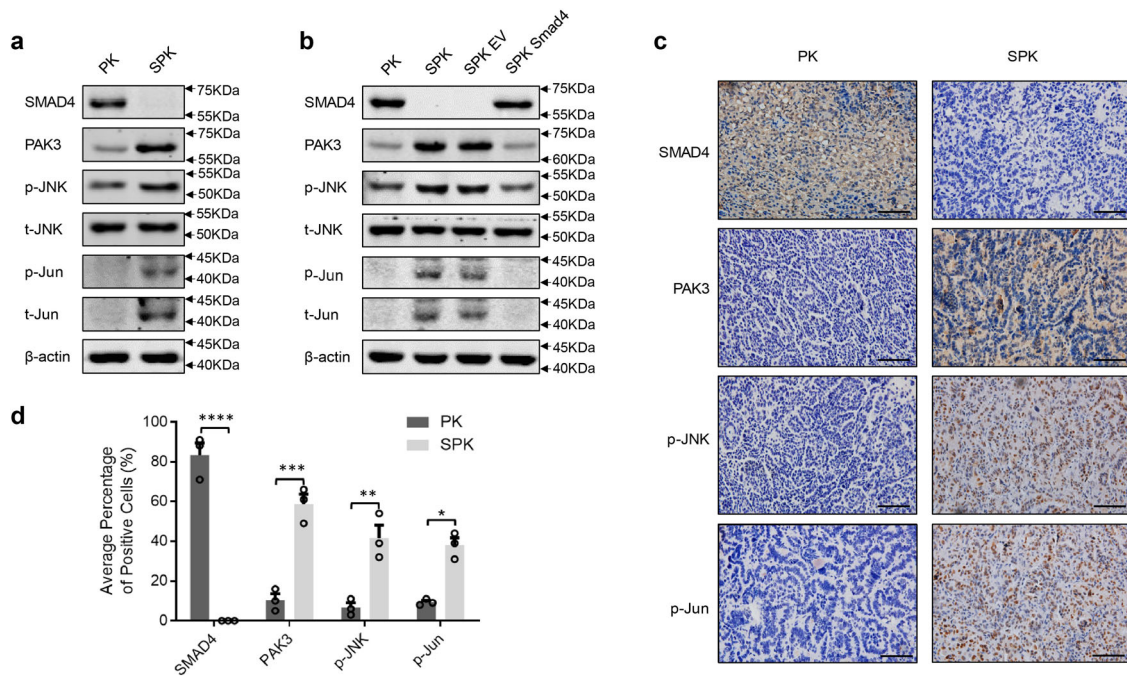 a
PK SPK
SMAD4 75KDa
55KDa
PAK3 75KDa
55KDa
p-JNK 55KDa
50KDa
t-JNK 55KDa
50KDa
p-Jun 45KDa
40KDa
t-Jun 45KDa
40KDa
β-actin 45KDa
40KDa
b
PK SPK SPK EV SPK Smad4
SMAD4 75KDa
55KDa
PAK3 75KDa
60KDa
p-JNK 55KDa
50KDa
t-JNK 55KDa
50KDa
p-Jun 45KDa
40KDa
t-Jun 45KDa
40KDa
β-actin 45KDa
40KDa
c
PK SPK
SMAD4
PAK3
p-JNK
p-Jun
d
Average Percentage
of Positive Cells (%)
100
80
60
40
20
0
****
***
**
*
PK
SPK
SMAD4 PAK3 p-JNK p-Jun